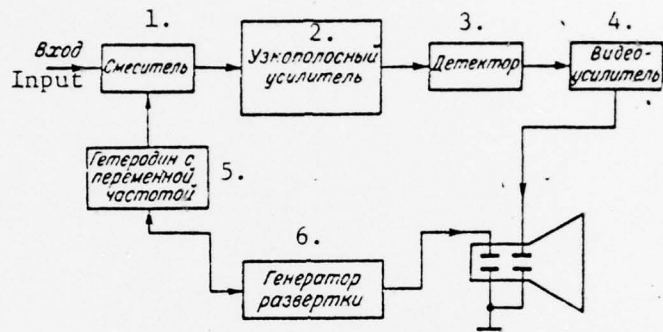 1.
2.
3.
4.
Вход
Input
Смеситель
Узкополосный
усилитель
Детектор
Видео-
усилитель
Гетеродин с
переменной
частотой
5.
6.
Генератор
развертки